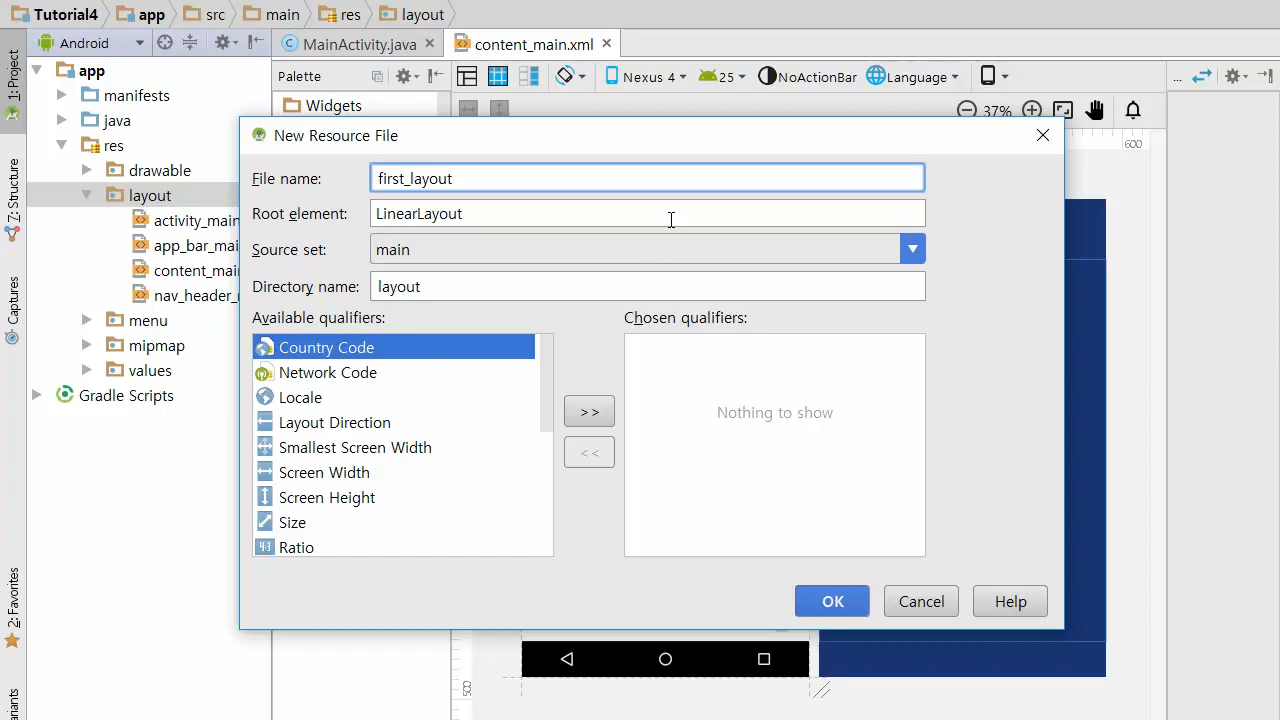 Tutorial4 app src main res layout
Android
MainActivity.java
content_main.xml
1: Project
Z: Structure
Captures
2: Favorites
app
manifests
java
res
drawable
layout
activity_main
app_bar_mai
content_mai
nav_header_
menu
mipmap
values
Gradle Scripts
Palette
Widgets
Nexus 4
25
NoActionBar
Language
...
37%
600
500
New Resource File
File name: first_layout
Root element: LinearLayout
Source set: main
Directory name: layout
Available qualifiers:
Chosen qualifiers:
Country Code
Network Code
Locale
Layout Direction
Smallest Screen Width
Screen Width
Screen Height
Size
Ratio
>>
<<
Nothing to show
OK
Cancel
Help